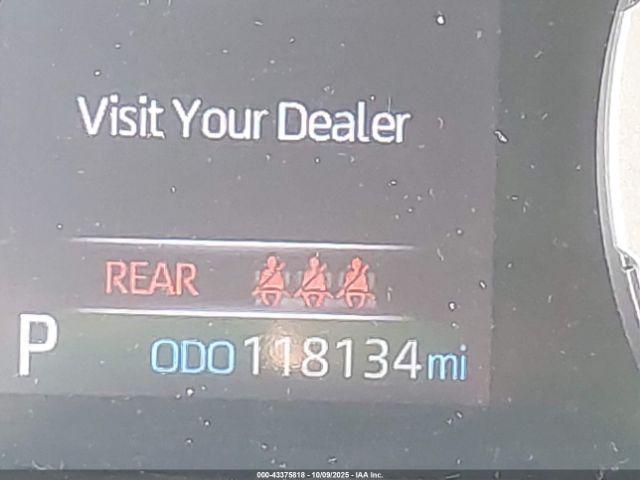 Visit Your Dealer
REAR
P
ODO 118134 mi
000-43375818 - 10/09/2025 - IAA Inc.